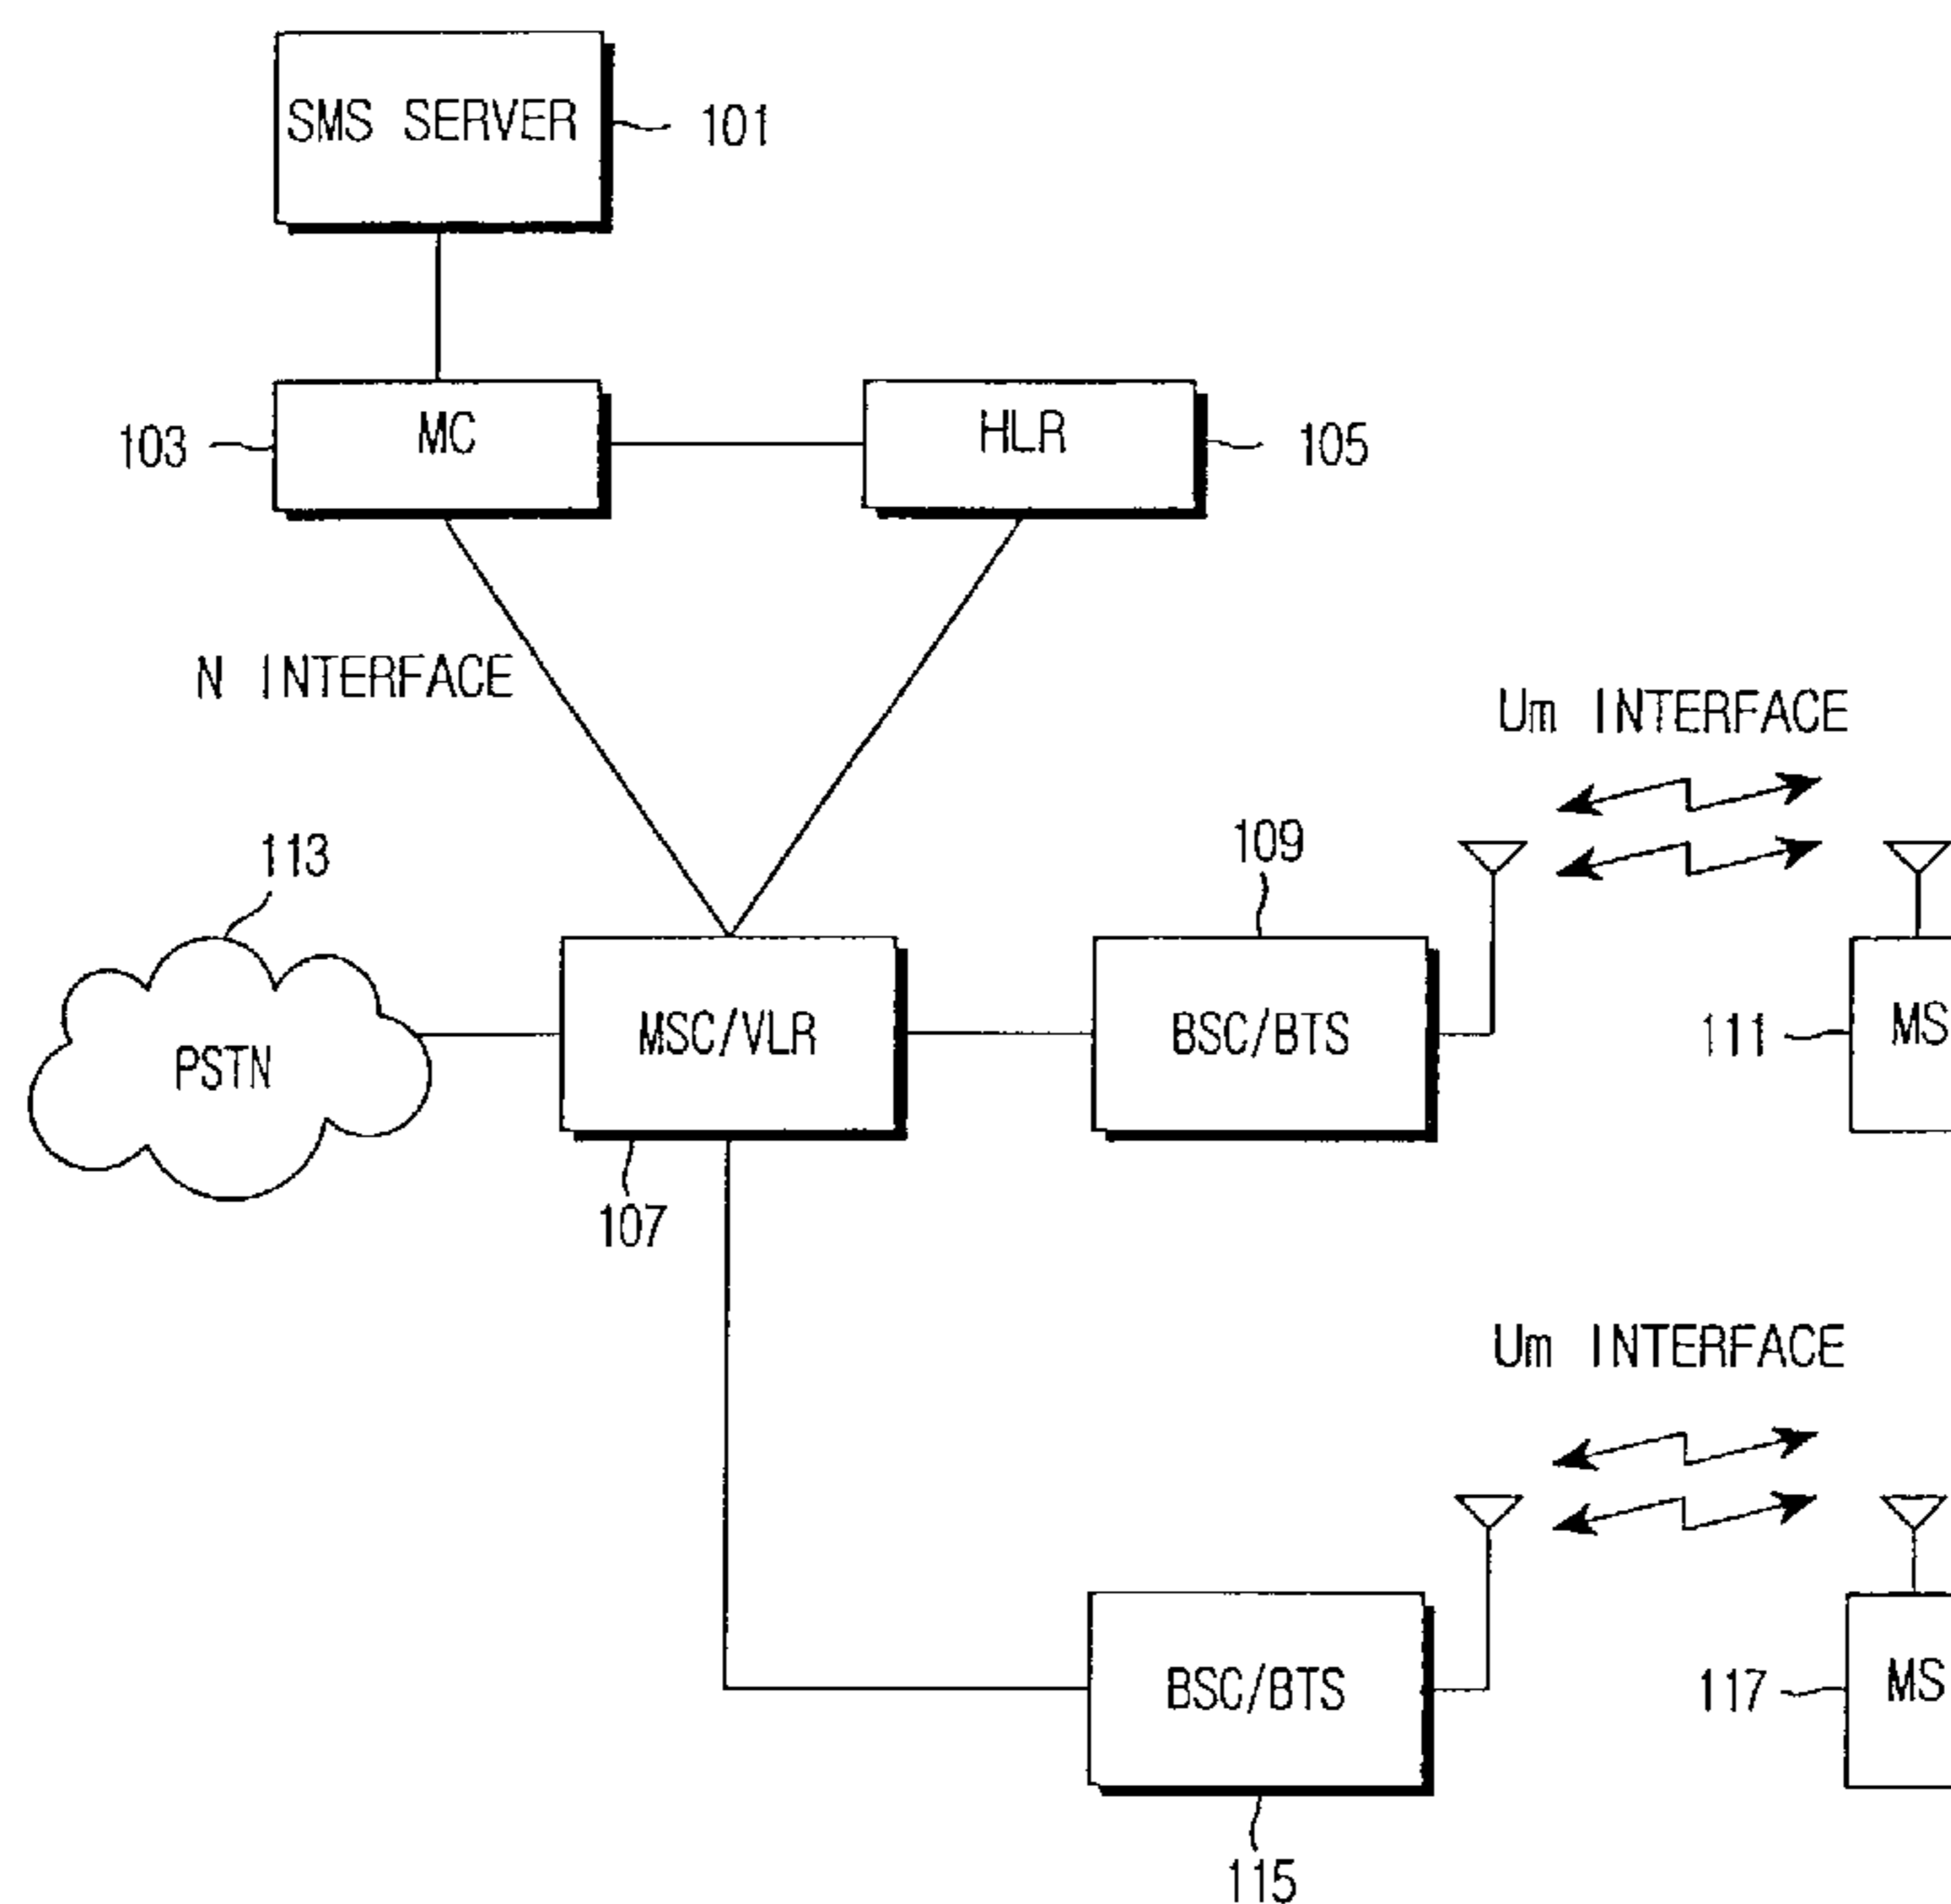 SMS SERVER
101
103
MC
HLR
105
N INTERFACE
Um INTERFACE
113
109
PSTN
MSC/VLR
BSC/BTS
111
MS
107
Um INTERFACE
BSC/BTS
117
MS
115